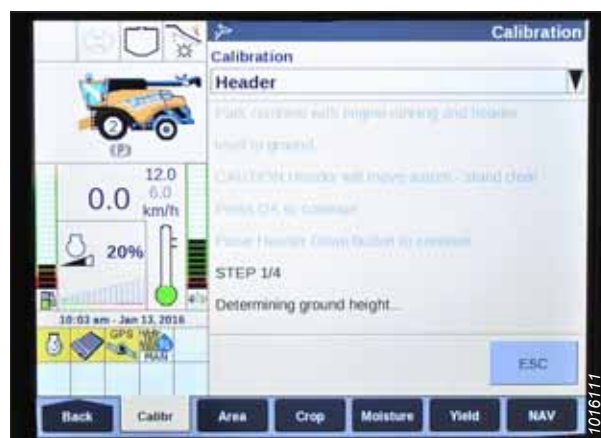 Calibration
Calibration
Header
Park combine with engine running and header
level to ground.
CAUTION Header will move autom. - stand clear
Press OK to continue
Press Header Down Button to continue
STEP 1/4
Determining ground height...
ESC
2
(P)
12.0
0.0
6.0
km/h
20%
10:03 am - Jan 13, 2016
GPS
MAN
Back
Calibr
Area
Crop
Moisture
Yield
NAV
1016111